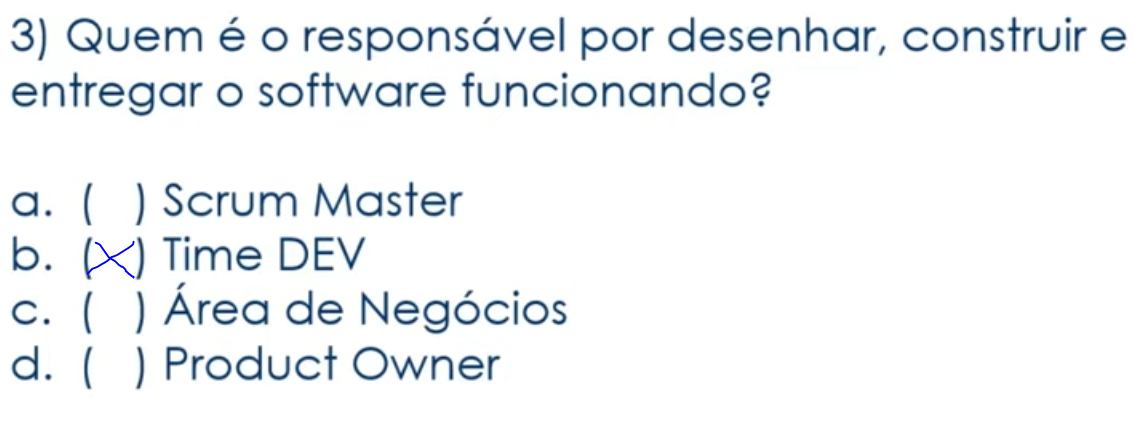 3) Quem é o responsável por desenhar, construir e
entregar o software funcionando?
a. ( ) Scrum Master
b. (X) Time DEV
c. ( ) Área de Negócios
d. ( ) Product Owner